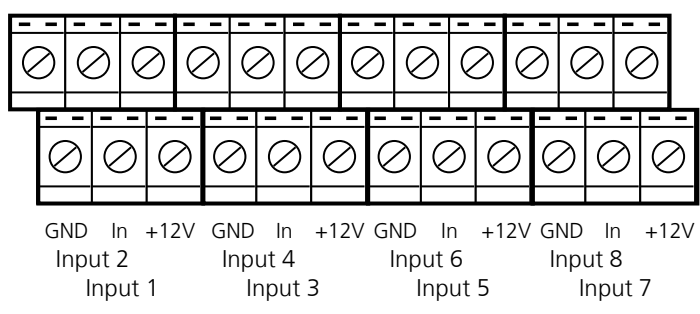 GND In +12V GND In +12V GND In +12V GND In +12V
Input 2 Input 4 Input 6 Input 8
Input 1 Input 3 Input 5 Input 7